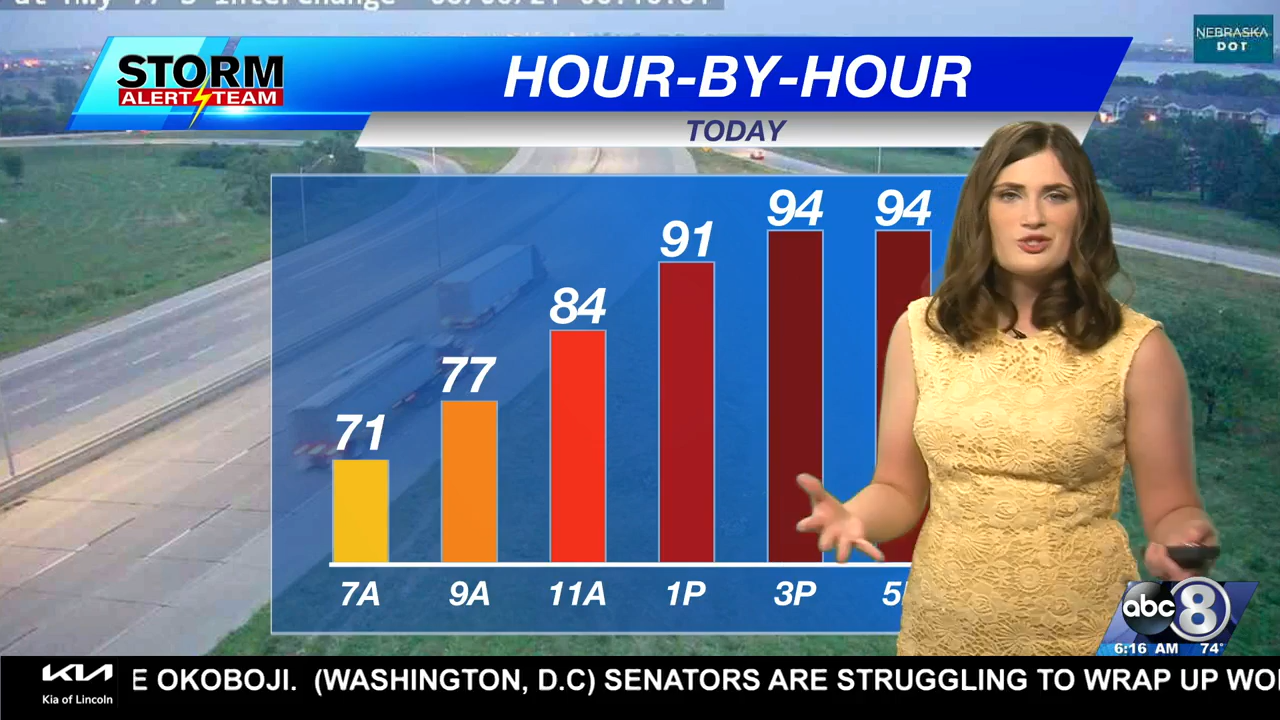 NEBRASKA
DOT
STORM
ALERT TEAM
HOUR-BY-HOUR
TODAY
71
77
84
91
94
94
7A
9A
11A
1P
3P
abc 8
6:16 AM 74°
KIA
Kia of Lincoln
E OKOBOJI. (WASHINGTON, D.C) SENATORS ARE STRUGGLING TO WRAP UP